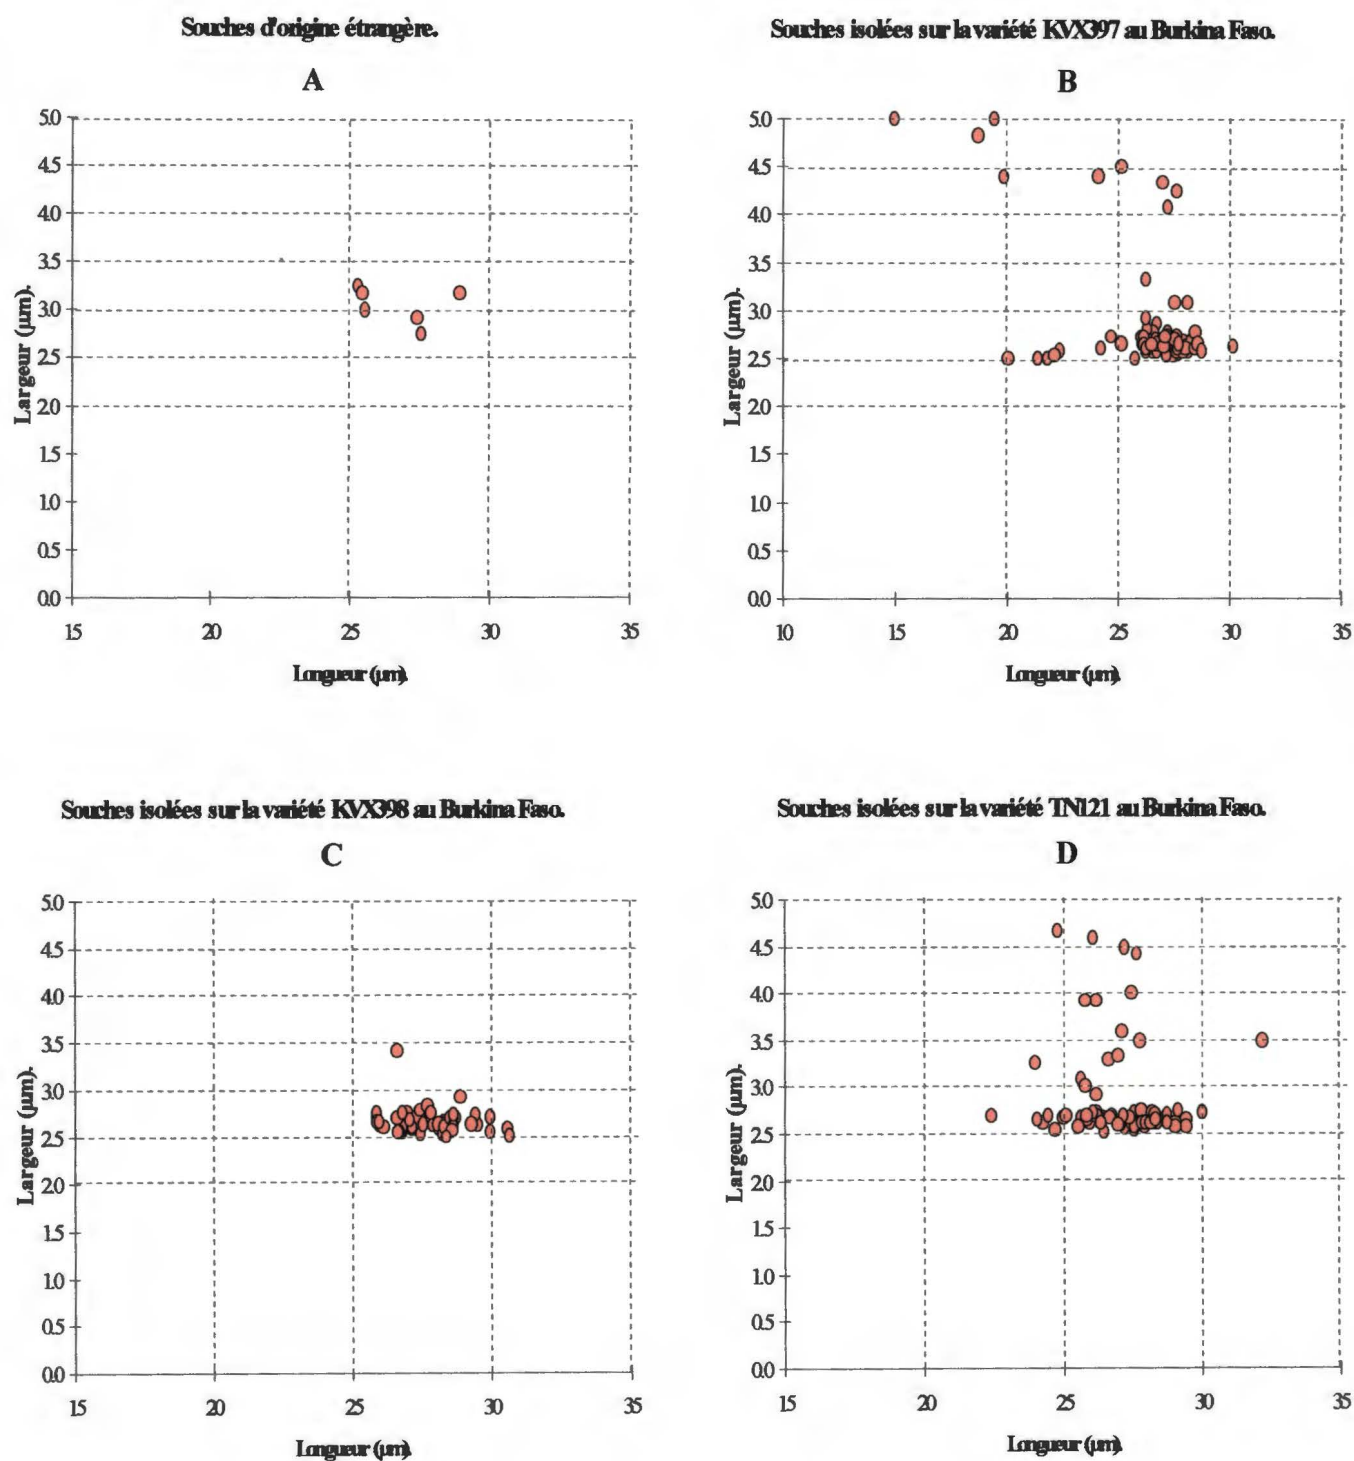 Souches d'origine étrangère.
A
5.0
4.5
4.0
3.5
3.0
2.5
2.0
1.5
1.0
0.5
0.0
Largeur (µm).
15 20 25 30 35
Longueur (µm).
Souches isolées sur la variété KVX397 au Burkina Faso.
B
5.0
4.5
4.0
3.5
3.0
2.5
2.0
1.5
1.0
0.5
0.0
Largeur (µm).
10 15 20 25 30 35
Longueur (µm).
Souches isolées sur la variété KVX398 au Burkina Faso.
C
5.0
4.5
4.0
3.5
3.0
2.5
2.0
1.5
1.0
0.5
0.0
Largeur (µm).
15 20 25 30 35
Longueur (µm).
Souches isolées sur la variété TN121 au Burkina Faso.
D
5.0
4.5
4.0
3.5
3.0
2.5
2.0
1.5
1.0
0.5
0.0
Largeur (µm).
15 20 25 30 35
Longueur (µm).